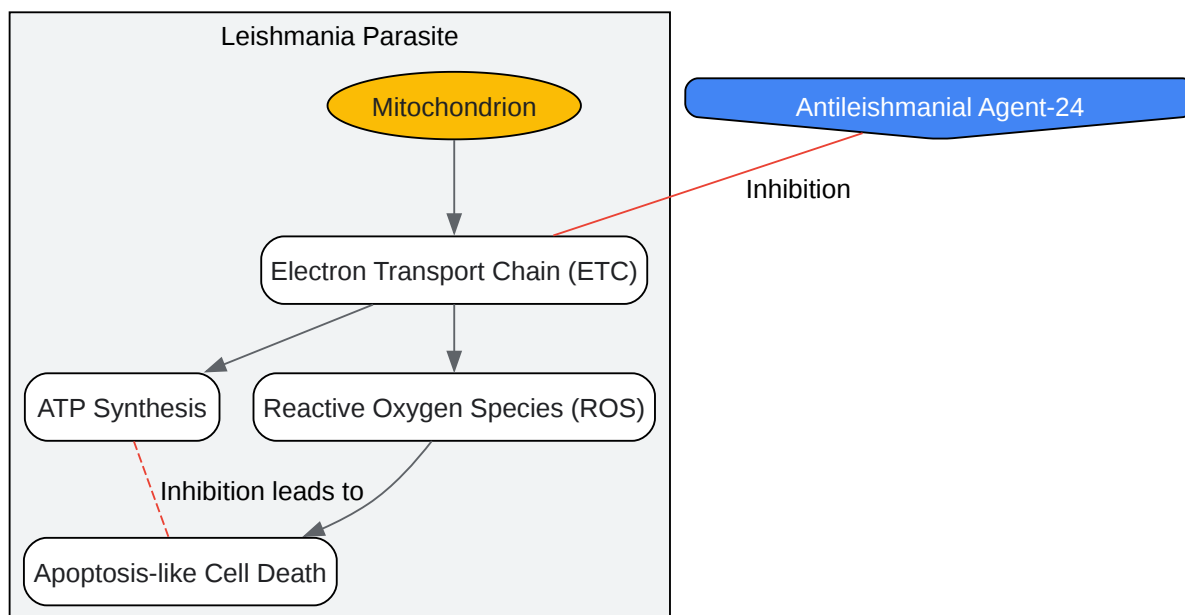 Leishmania Parasite
Mitochondrion
Antileishmanial Agent-24
Inhibition
Electron Transport Chain (ETC)
ATP Synthesis
Reactive Oxygen Species (ROS)
Inhibition leads to
Apoptosis-like Cell Death